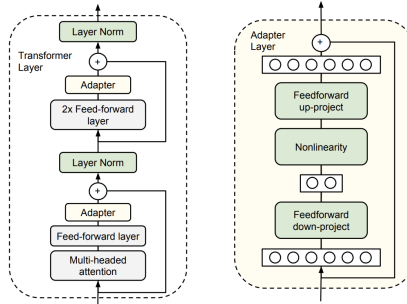 Layer Norm
Transformer
Layer
+
Adapter
2x Feed-forward
layer
Layer Norm
+
Adapter
Feed-forward layer
Multi-headed
attention
Adapter
Layer
+
Feedforward
up-project
Nonlinearity
Feedforward
down-project